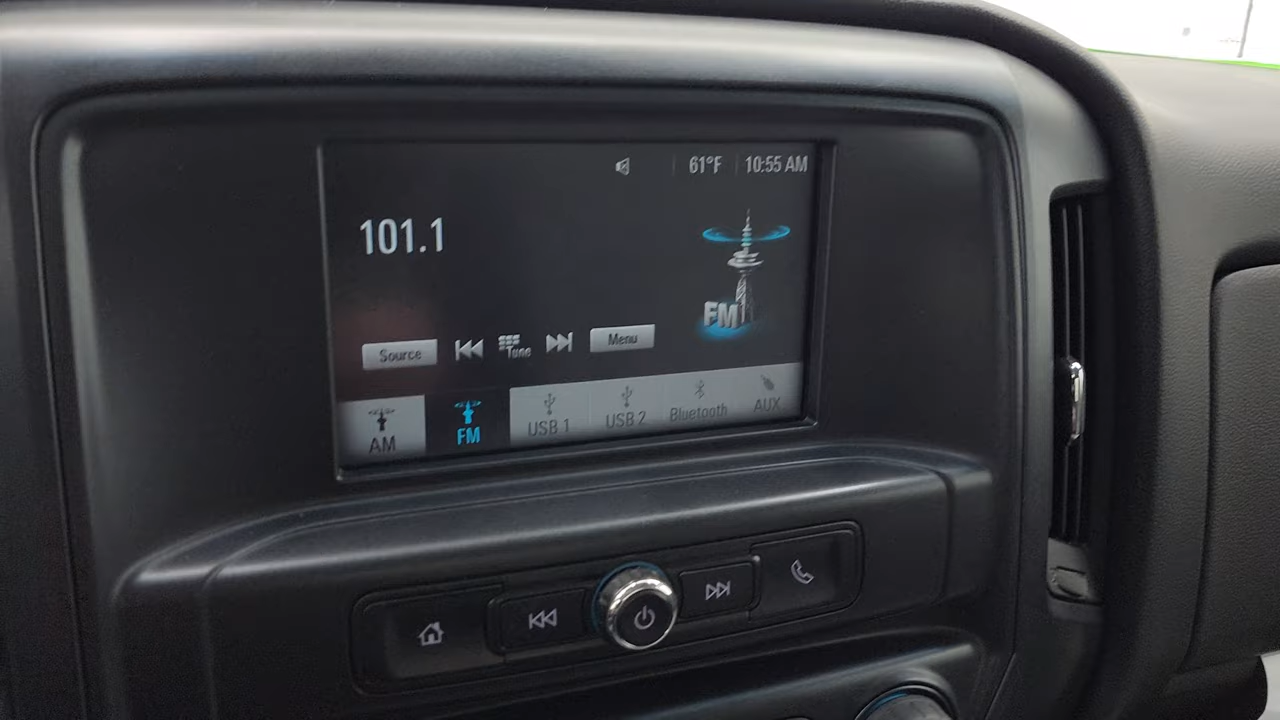 61°F 10:55 AM
101.1
FM
Source Tune Menu
AM FM USB 1 USB 2 Bluetooth AUX